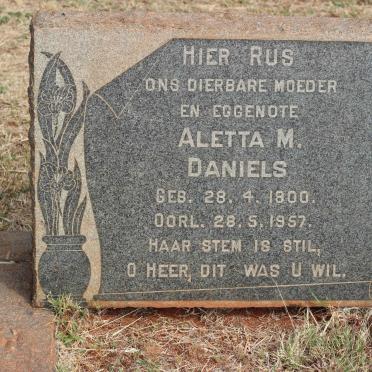 HIER RUS
ONS DIERBARE MOEDER
EN EGGENOTE
ALETTA M.
DANIELS
GEB. 28. 4. 1800.
OORL. 28. 5. 1957.
HAAR STEM IS STIL,
O HEER, DIT WAS U WIL.